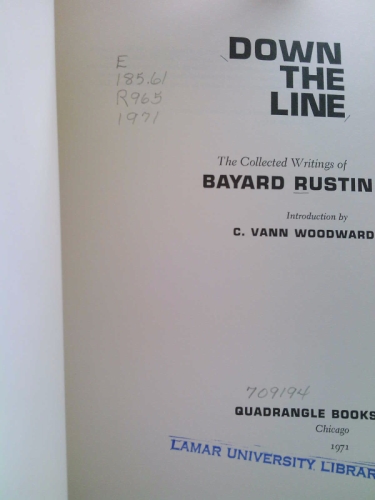 E
185.61
R965
1971
DOWN
THE
LINE
The Collected Writings of
BAYARD RUSTIN
Introduction by
C. VANN WOODWARD
709194
QUADRANGLE BOOKS
Chicago
1971
LAMAR UNIVERSITY LIBRAR